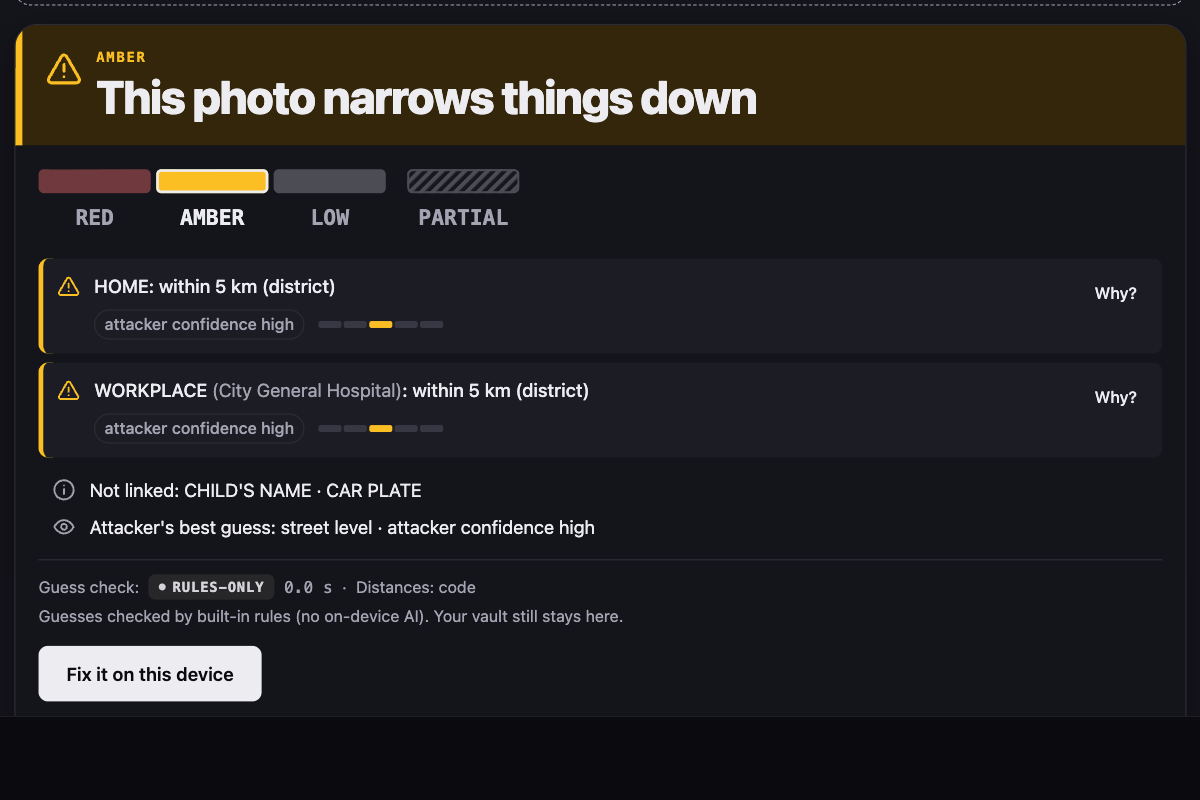 AMBER
This photo narrows things down
RED AMBER LOW PARTIAL
HOME: within 5 km (district)
Why?
attacker confidence high
WORKPLACE (City General Hospital): within 5 km (district)
Why?
attacker confidence high
Not linked: CHILD'S NAME · CAR PLATE
Attacker's best guess: street level · attacker confidence high
Guess check: RULES-ONLY 0.0 s · Distances: code
Guesses checked by built-in rules (no on-device AI). Your vault still stays here.
Fix it on this device